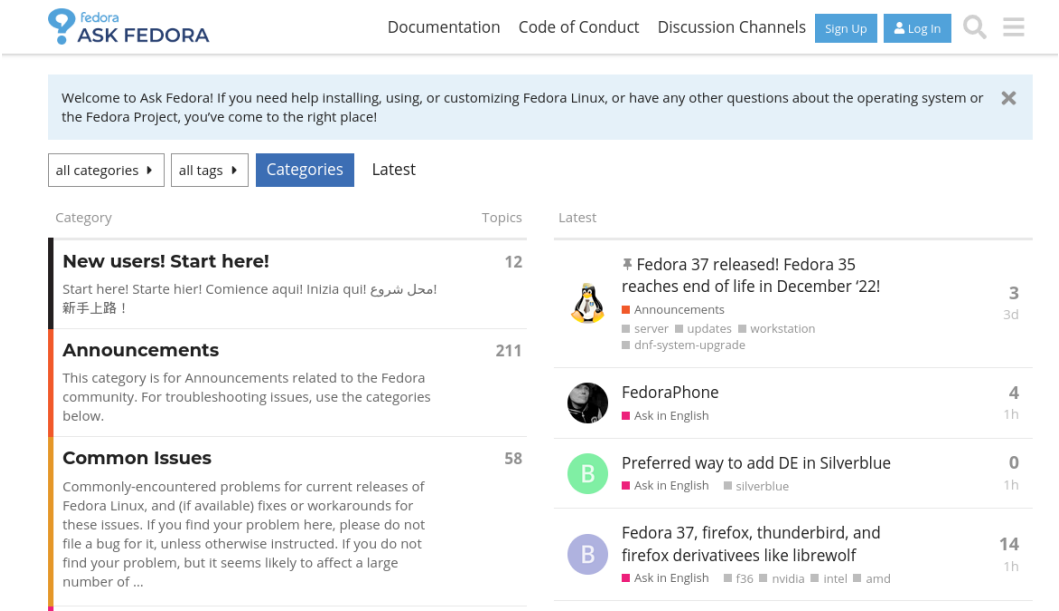 fedora
ASK FEDORA
Documentation Code of Conduct Discussion Channels Sign Up Log In
Welcome to Ask Fedora! If you need help installing, using, or customizing Fedora Linux, or have any other questions about the operating system or
the Fedora Project, you've come to the right place!
all categories all tags Categories Latest
Category Topics
New users! Start here! 12
Start here! Starte hier! Comience aqui! Inizia qui! محل شروع!
新手上路！
Announcements 211
This category is for Announcements related to the Fedora
community. For troubleshooting issues, use the categories
below.
Common Issues 58
Commonly-encountered problems for current releases of
Fedora Linux, and (if available) fixes or workarounds for
these issues. If you find your problem here, please do not
file a bug for it, unless otherwise instructed. If you do not
find your problem, but it seems likely to affect a large
number of ...
Latest
Fedora 37 released! Fedora 35
reaches end of life in December '22!
Announcements
server updates workstation
dnf-system-upgrade
3
3d
FedoraPhone
Ask in English
4
1h
B
Preferred way to add DE in Silverblue
Ask in English silverblue
0
1h
B
Fedora 37, firefox, thunderbird, and
firefox derivativees like librewolf
Ask in English f36 nvidia intel amd
14
1h